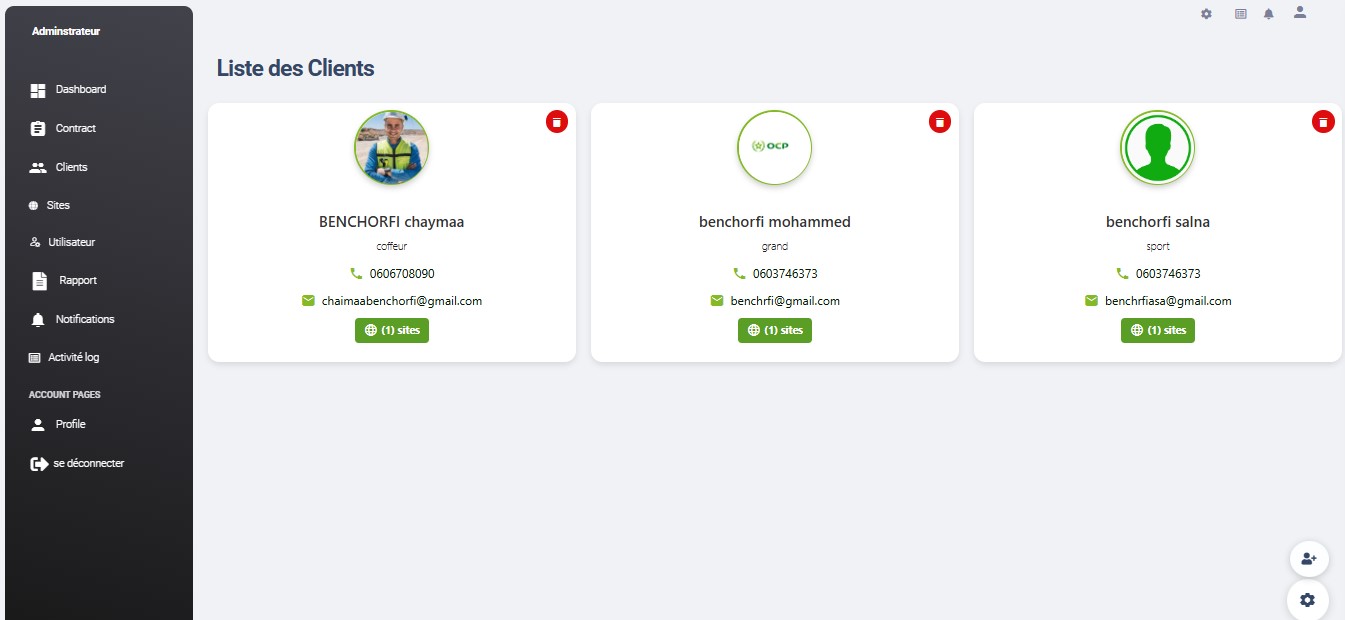 Adminstrateur
Dashboard
Contract
Clients
Sites
Utilisateur
Rapport
Notifications
Activité log
ACCOUNT PAGES
Profile
se déconnecter
Liste des Clients
BENCHORFI chaymaa
coffeur
0606708090
chaimaabenchorfi@gmail.com
(1) sites
OCP
benchorfi mohammed
grand
0603746373
benchrfi@gmail.com
(1) sites
benchorfi salna
sport
0603746373
benchrfiasa@gmail.com
(1) sites